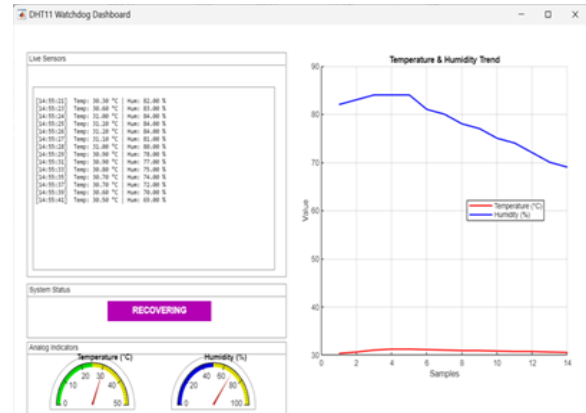 DHT11 Watchdog Dashboard
Live Sensors
[14:55:21] Temp: 30.30 °C | Hum: 82.00 %
[14:55:23] Temp: 30.60 °C | Hum: 83.00 %
[14:55:24] Temp: 31.00 °C | Hum: 84.00 %
[14:55:25] Temp: 31.20 °C | Hum: 84.00 %
[14:55:26] Temp: 31.20 °C | Hum: 84.00 %
[14:55:27] Temp: 31.10 °C | Hum: 81.00 %
[14:55:28] Temp: 31.00 °C | Hum: 80.00 %
[14:55:29] Temp: 30.90 °C | Hum: 78.00 %
[14:55:31] Temp: 30.90 °C | Hum: 77.00 %
[14:55:33] Temp: 30.80 °C | Hum: 75.00 %
[14:55:35] Temp: 30.70 °C | Hum: 74.00 %
[14:55:37] Temp: 30.70 °C | Hum: 72.00 %
[14:55:39] Temp: 30.60 °C | Hum: 70.00 %
[14:55:41] Temp: 30.50 °C | Hum: 69.00 %
System Status
RECOVERING
Analog Indicators
Temperature (°C)
0 10 20 30 40 50
Humidity (%)
0 20 40 60 80 100
Temperature & Humidity Trend
Value
90
80
70
60
50
40
30
Temperature (°C)
Humidity (%)
0 2 4 6 8 10 12 14
Samples